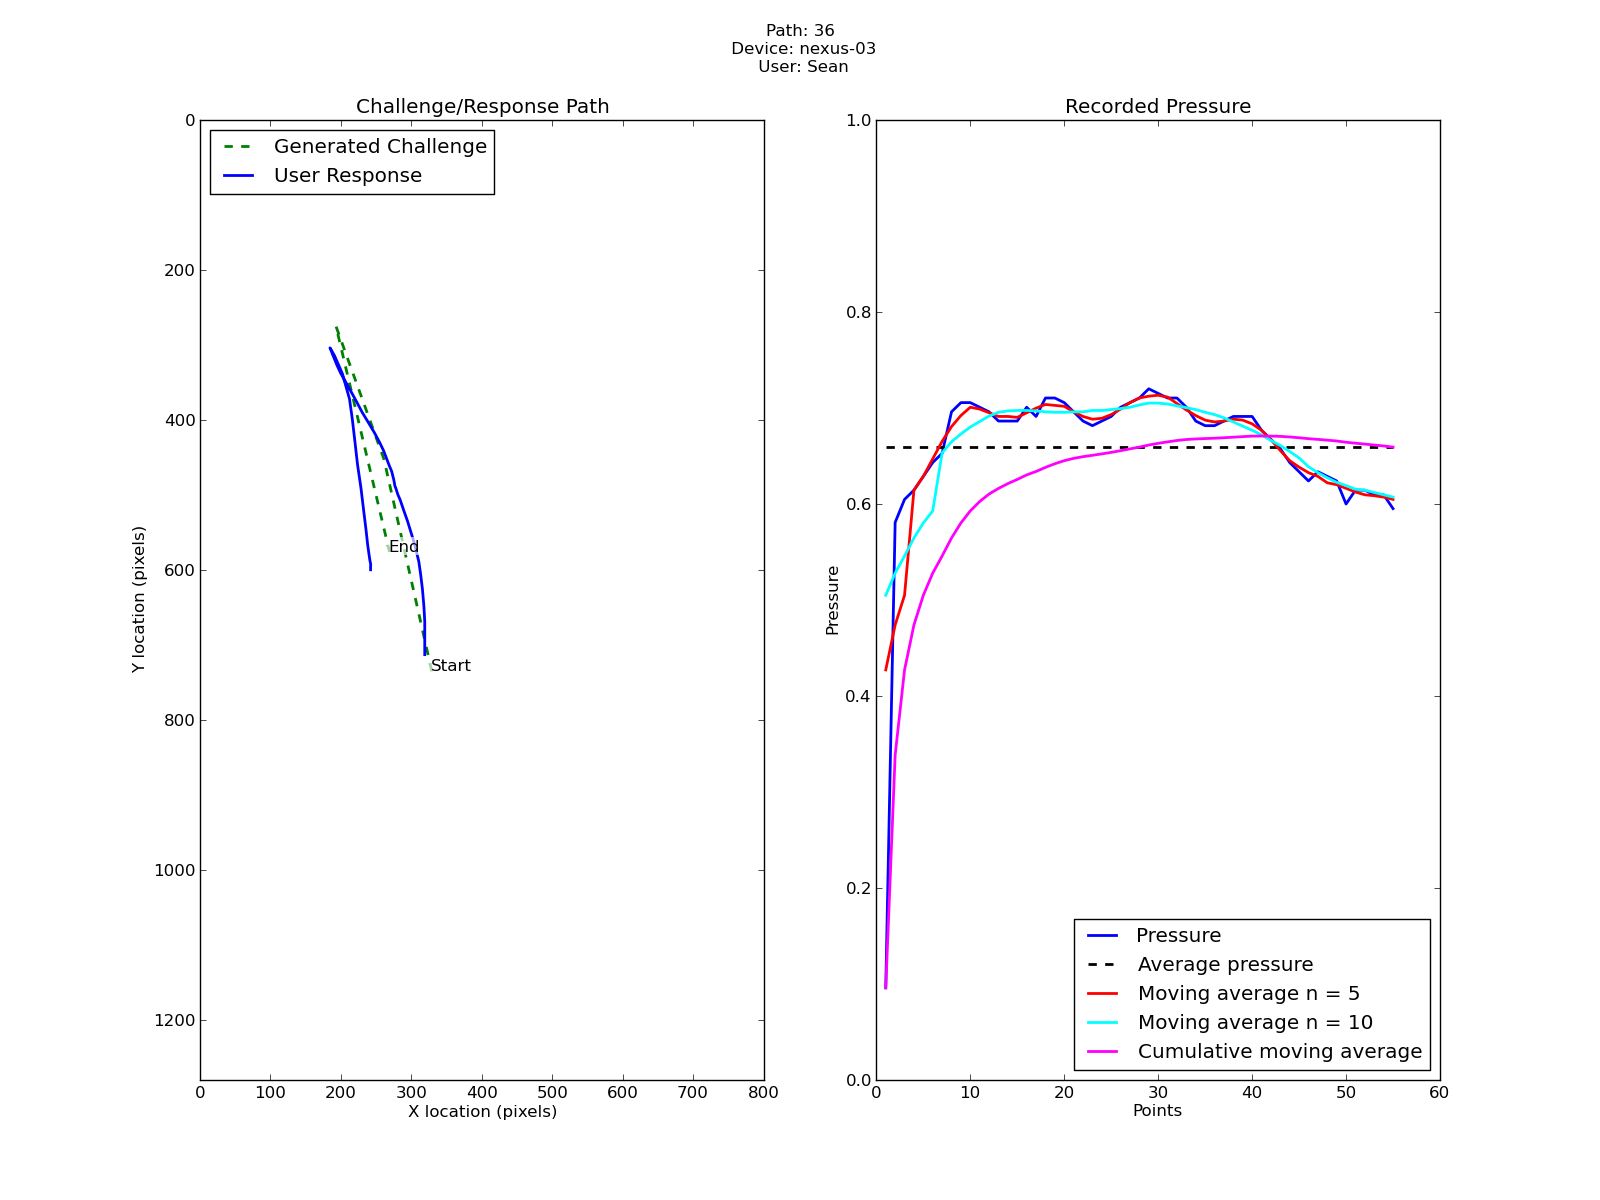 Path: 36
Device: nexus-03
User: Sean
Challenge/Response Path
Generated Challenge
User Response
0
200
400
600
800
1000
1200
Y location (pixels)
End
Start
0 100 200 300 400 500 600 700 800
X location (pixels)
Recorded Pressure
1.0
0.8
0.6
0.4
0.2
0.0
Pressure
Pressure
Average pressure
Moving average n = 5
Moving average n = 10
Cumulative moving average
0 10 20 30 40 50 60
Points